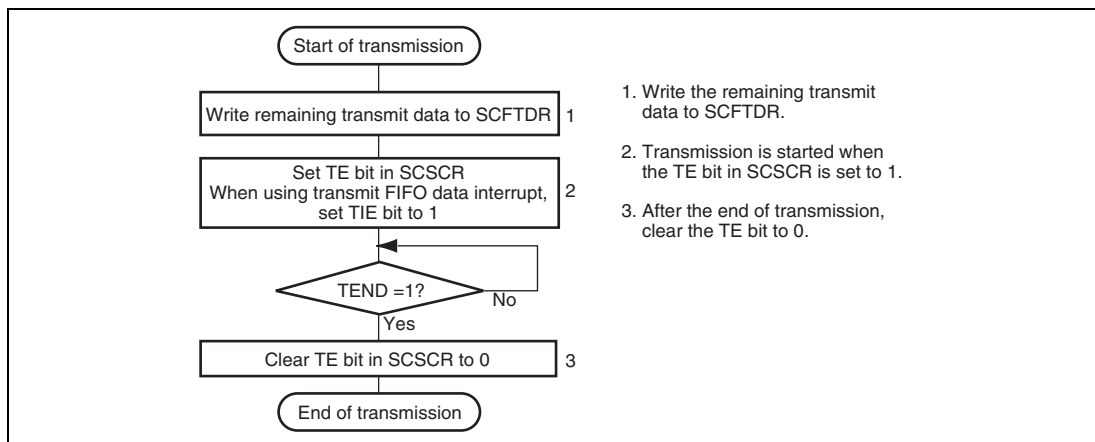 Start of transmission
Write remaining transmit data to SCFTDR
1
Set TE bit in SCSCR
When using transmit FIFO data interrupt,
set TIE bit to 1
2
TEND =1?
No
Yes
Clear TE bit in SCSCR to 0
3
End of transmission
1. Write the remaining transmit
data to SCFTDR.
2. Transmission is started when
the TE bit in SCSCR is set to 1.
3. After the end of transmission,
clear the TE bit to 0.